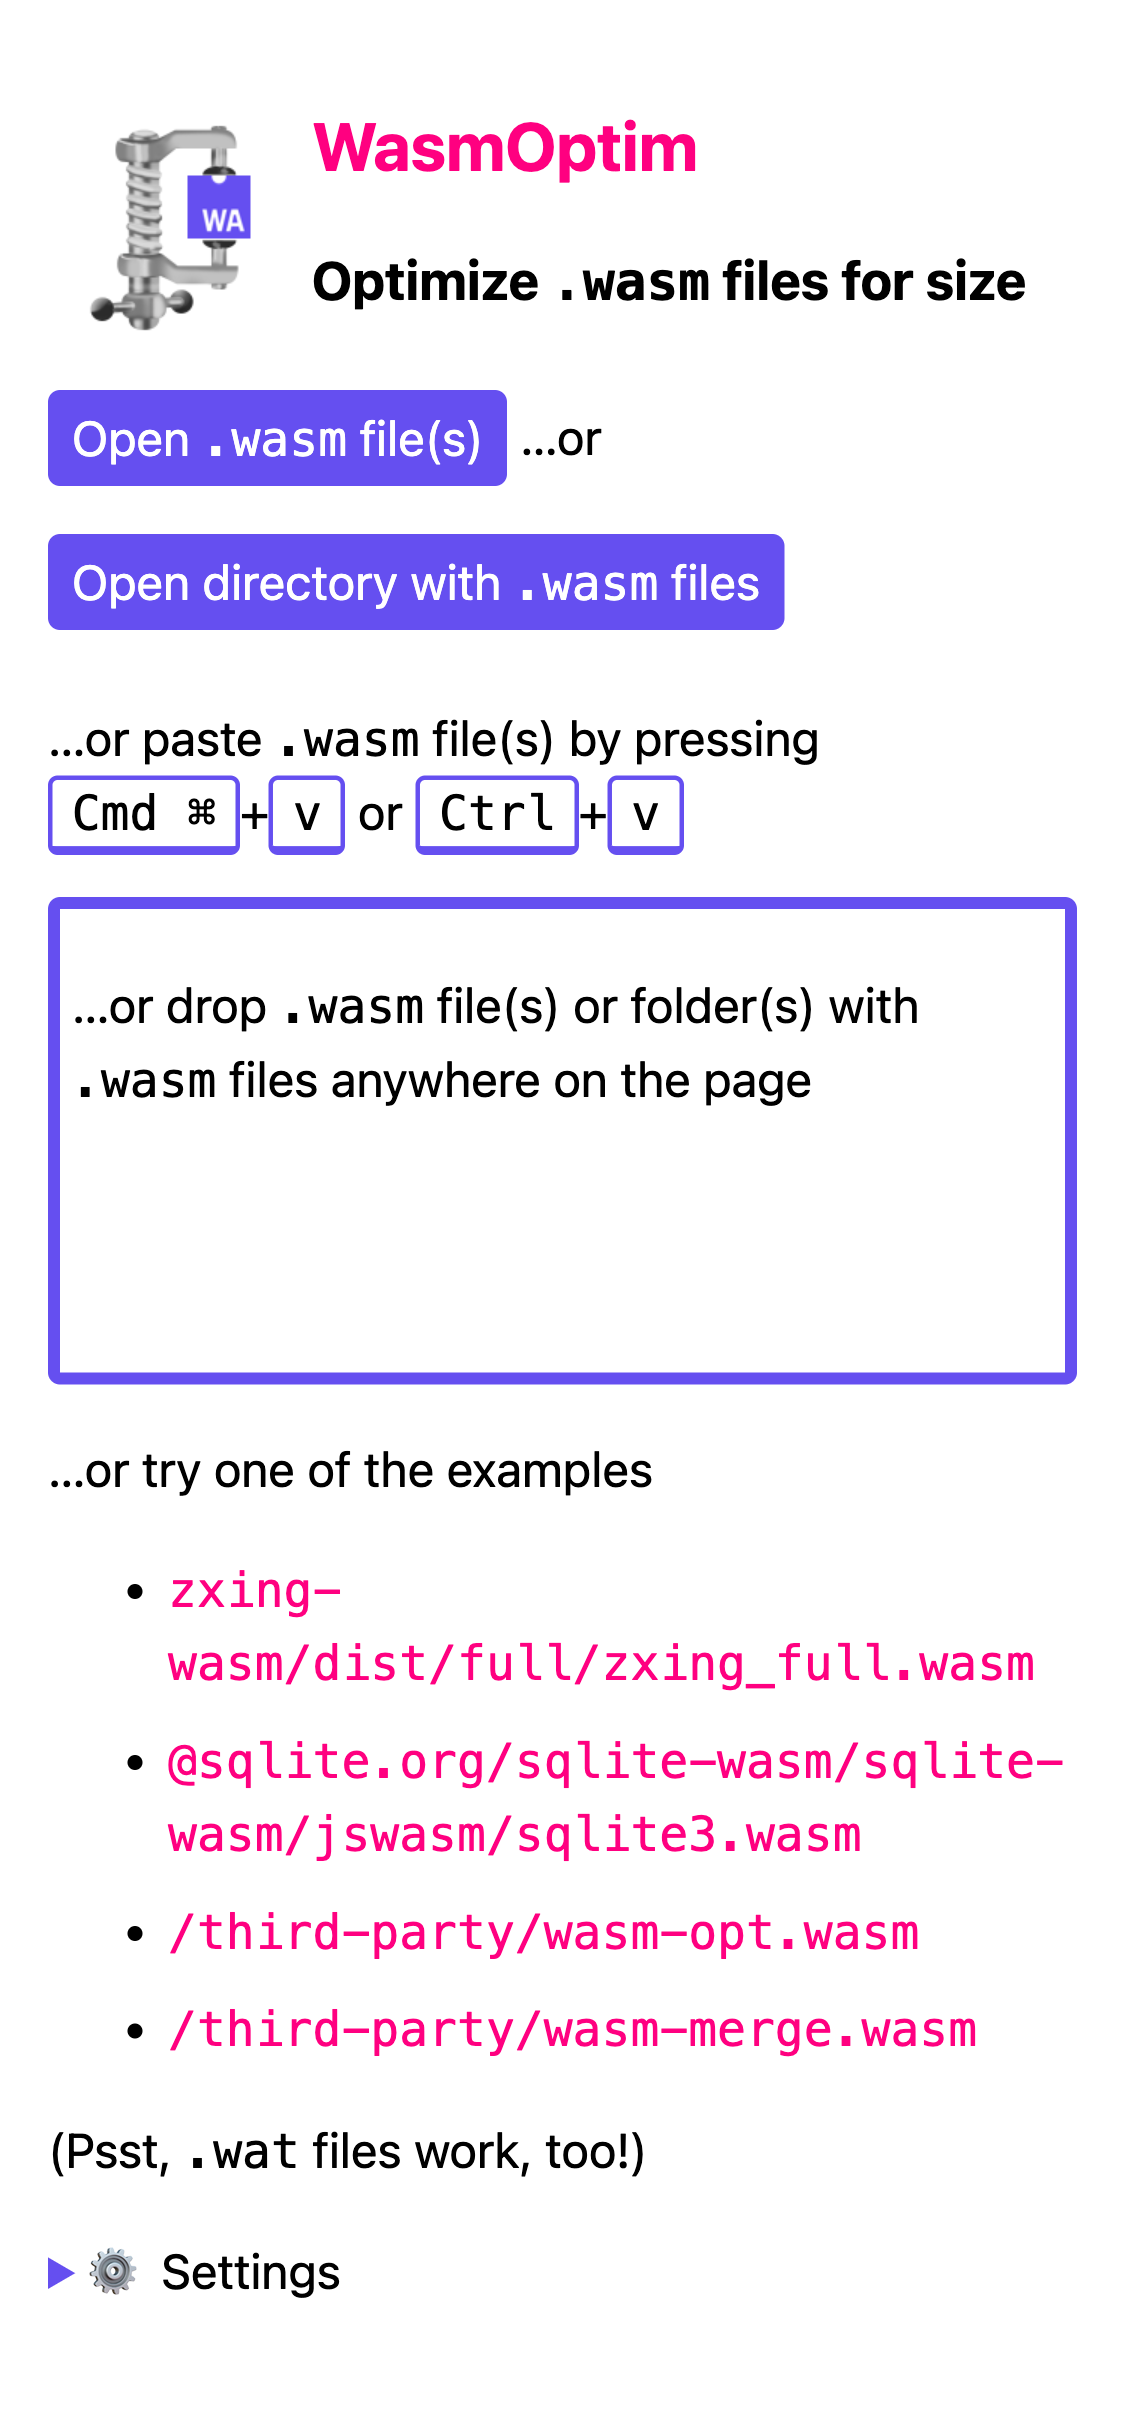 WA
WasmOptim
Optimize .wasm files for size
Open .wasm file(s) ...or
Open directory with .wasm files
...or paste .wasm file(s) by pressing
Cmd ⌘+v or Ctrl+v
...or drop .wasm file(s) or folder(s) with
.wasm files anywhere on the page
...or try one of the examples
• zxing-
wasm/dist/full/zxing_full.wasm
• @sqlite.org/sqlite-wasm/sqlite-
wasm/jswasm/sqlite3.wasm
• /third-party/wasm-opt.wasm
• /third-party/wasm-merge.wasm
(Psst, .wat files work, too!)
Settings